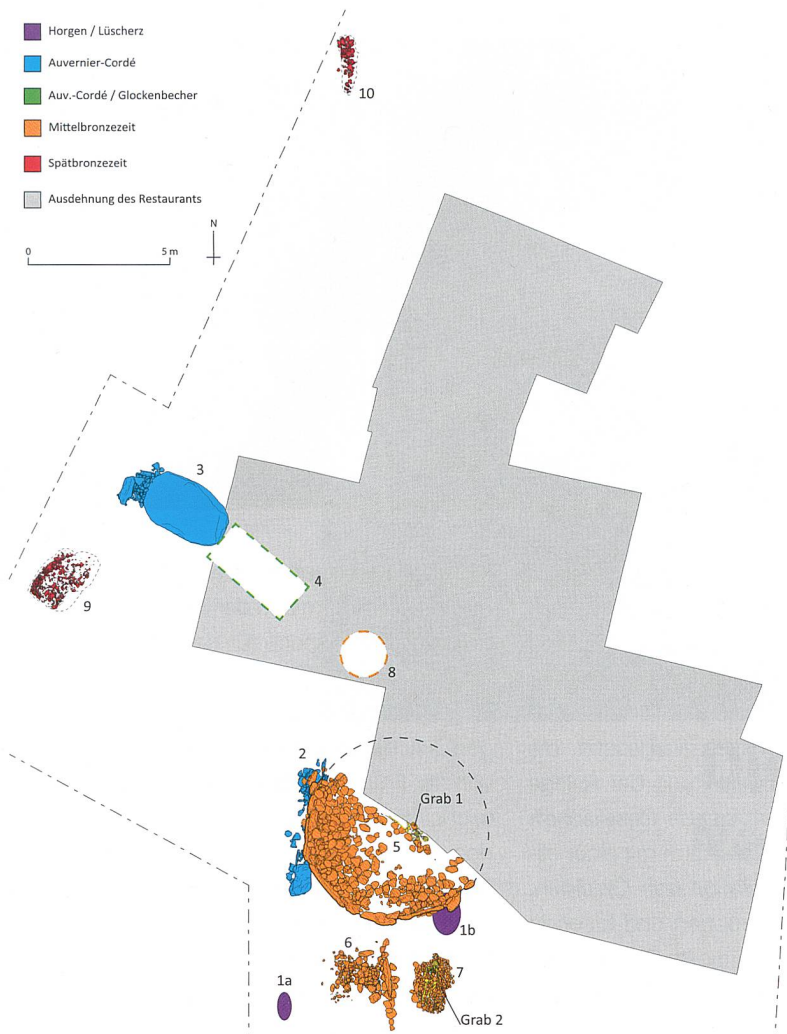 Horgen / Lüscherz
Auvernier-Cordé
Auv.-Cordé / Glockenbecher
Mittelbronzezeit
Spätbronzezeit
Ausdehnung des Restaurants
N
0 5 m
10
3
4
9
8
2
Grab 1
5
1b
6
7
1a
Grab 2